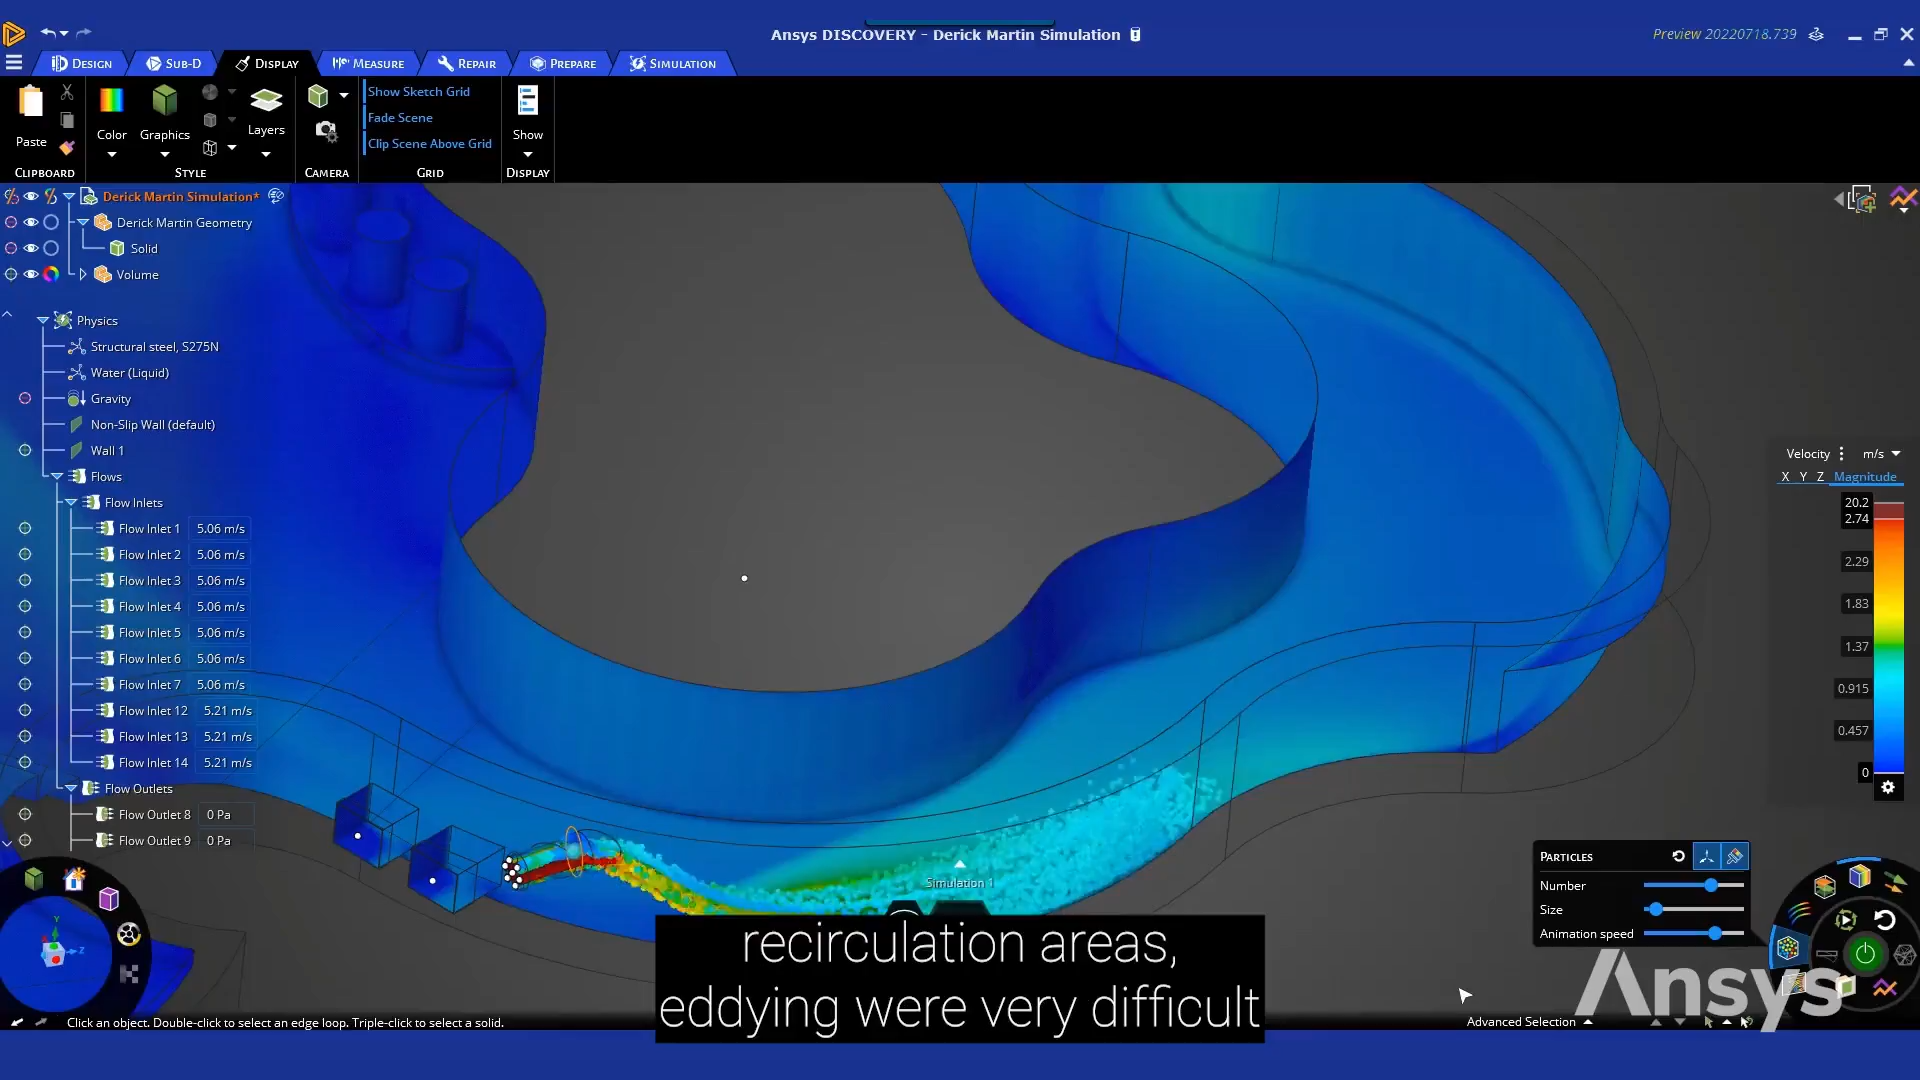 Ansys DISCOVERY - Derick Martin Simulation
Preview 20220718.739
DESIGN
SUB-D
DISPLAY
MEASURE
REPAIR
PREPARE
SIMULATION
Show Sketch Grid
Fade Scene
Clip Scene Above Grid
Paste
Color
Graphics
Layers
Show
CLIPBOARD
STYLE
CAMERA
GRID
DISPLAY
Derick Martin Simulation*
Derick Martin Geometry
Solid
Volume
Physics
Structural steel, S275N
Water (Liquid)
Gravity
Non-Slip Wall (default)
Wall 1
Flows
Flow Inlets
Flow Inlet 1 5.06 m/s
Flow Inlet 2 5.06 m/s
Flow Inlet 3 5.06 m/s
Flow Inlet 4 5.06 m/s
Flow Inlet 5 5.06 m/s
Flow Inlet 6 5.06 m/s
Flow Inlet 7 5.06 m/s
Flow Inlet 12 5.21 m/s
Flow Inlet 13 5.21 m/s
Flow Inlet 14 5.21 m/s
Flow Outlets
Flow Outlet 8 0 Pa
Flow Outlet 9 0 Pa
Velocity m/s
X Y Z Magnitude
20.2
2.74
2.29
1.83
1.37
0.915
0.457
0
Simulation 1
PARTICLES
Number
Size
Animation speed
Y
Z
recirculation areas,
eddying were very difficult
Ansys
Click an object. Double-click to select an edge loop. Triple-click to select a solid.
Advanced Selection